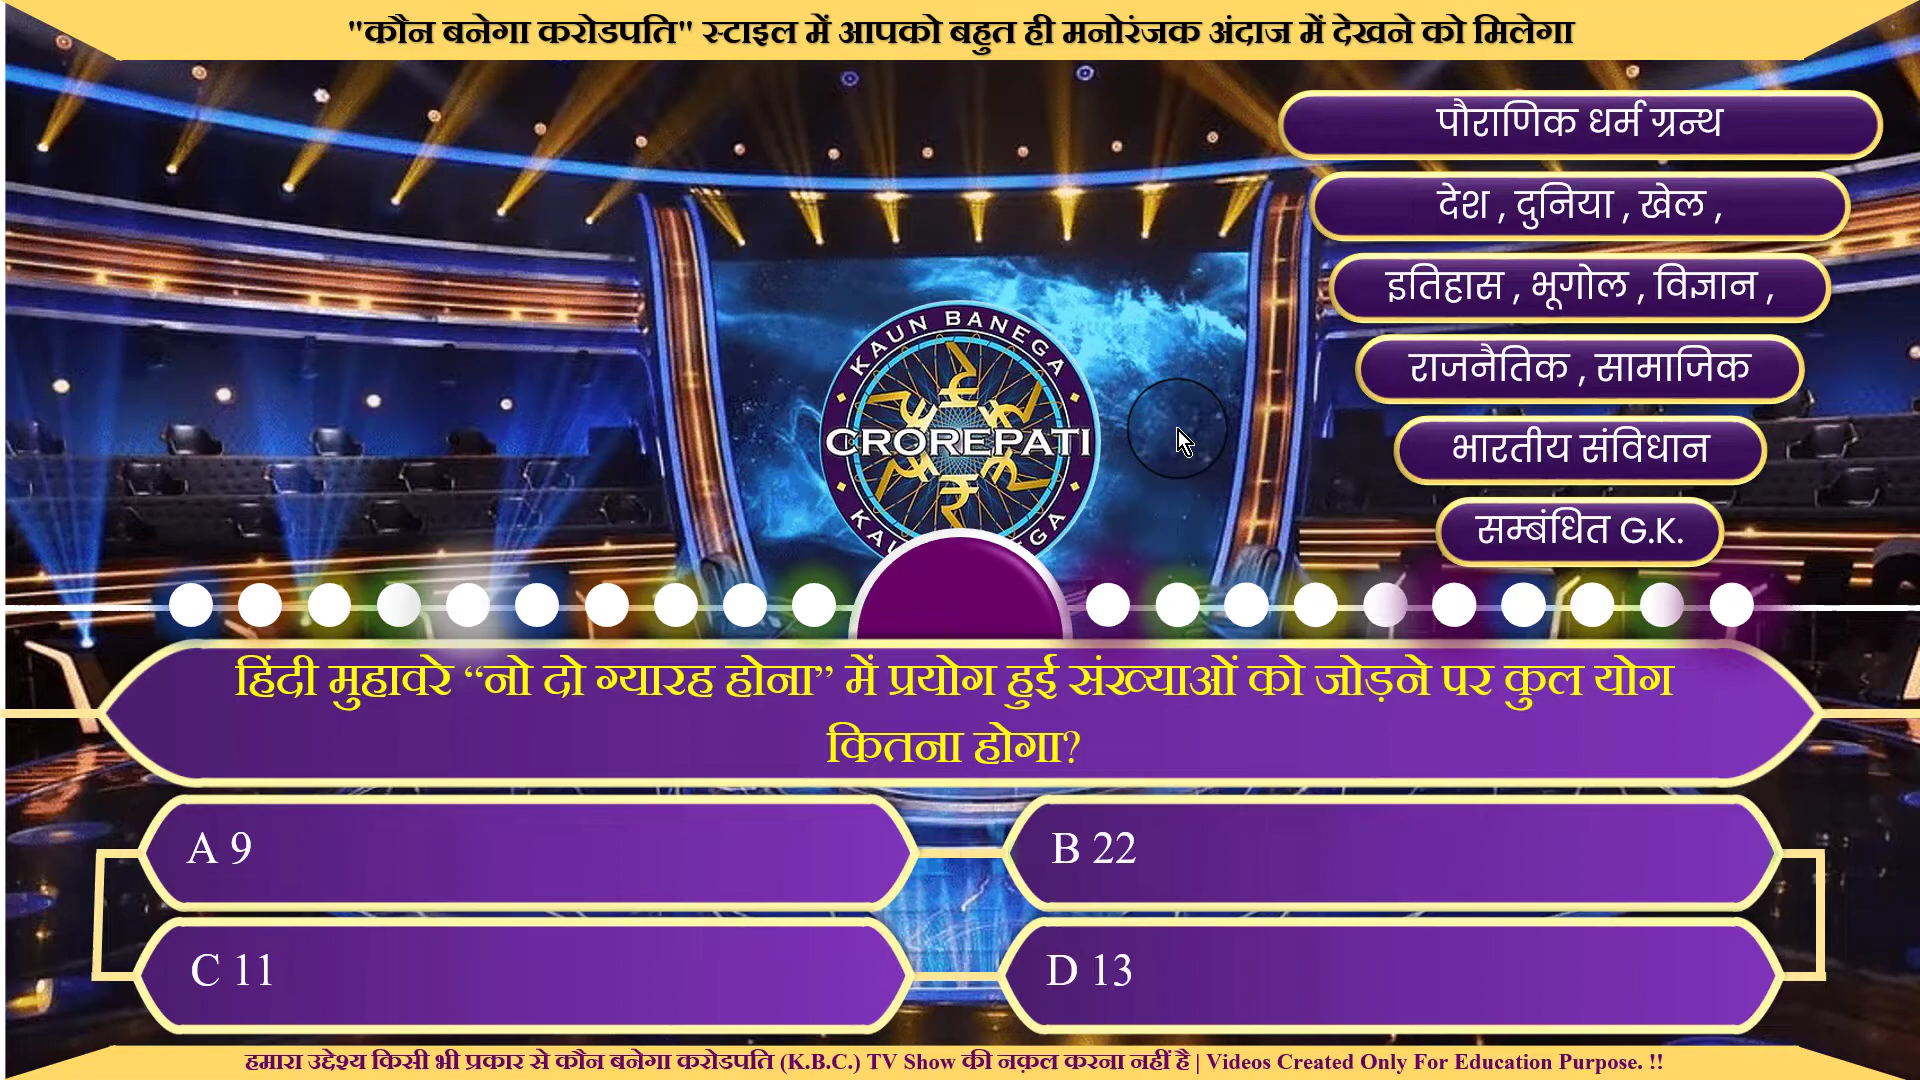 "कौन बनेगा करोडपति" स्टाइल में आपको बहुत ही मनोरंजक अंदाज में देखने को मिलेगा
पौराणिक धर्म ग्रन्थ
देश , दुनिया , खेल ,
इतिहास , भूगोल , विज्ञान ,
राजनैतिक , सामाजिक
भारतीय संविधान
सम्बंधित G.K.
KAUN BANEGA
CROREPATI
हिंदी मुहावरे “नो दो ग्यारह होना” में प्रयोग हुई संख्याओं को जोड़ने पर कुल योग
कितना होगा?
A 9
B 22
C 11
D 13
हमारा उद्देश्य किसी भी प्रकार से कौन बनेगा करोडपति (K.B.C.) TV Show की नक़ल करना नहीं है | Videos Created Only For Education Purpose. !!